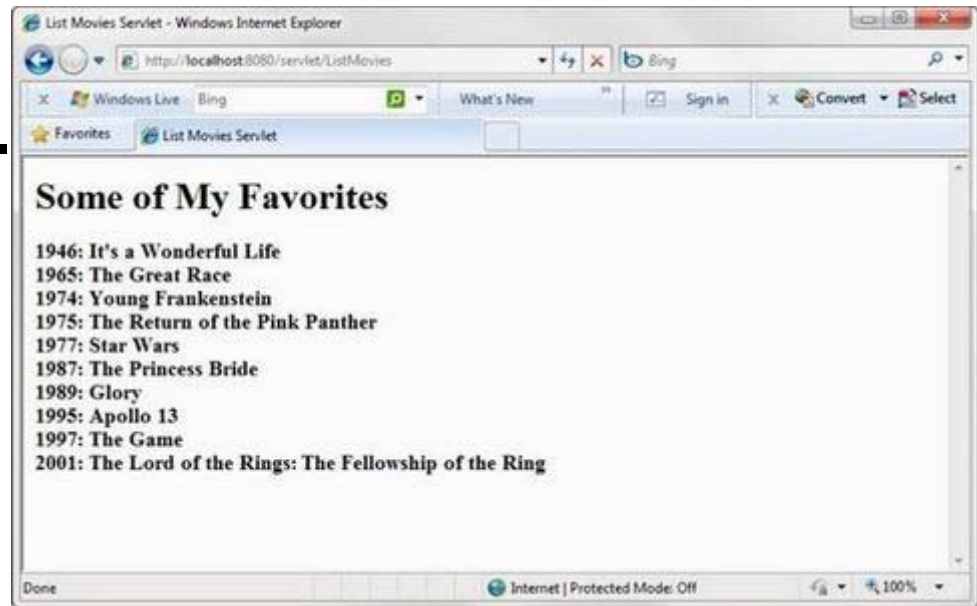 List Movies Servlet - Windows Internet Explorer
http://localhost:8080/servlet/ListMovies
Bing
Windows Live Bing What's New Sign in Convert Select
Favorites List Movies Servlet
Some of My Favorites
1946: It's a Wonderful Life
1965: The Great Race
1974: Young Frankenstein
1975: The Return of the Pink Panther
1977: Star Wars
1987: The Princess Bride
1989: Glory
1995: Apollo 13
1997: The Game
2001: The Lord of the Rings: The Fellowship of the Ring
Done Internet | Protected Mode: Off 100%